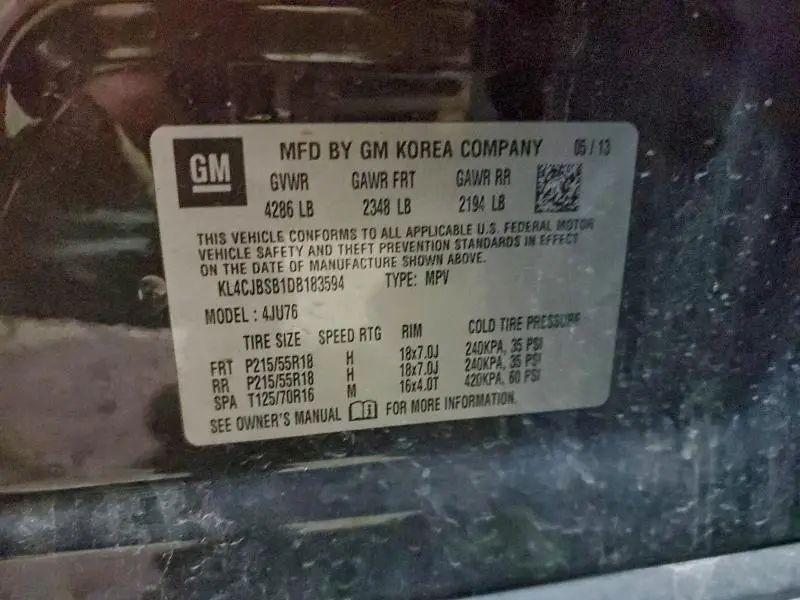 GM MFD BY GM KOREA COMPANY 05 / 13
GVWR GAWR FRT GAWR RR
4286 LB 2348 LB 2194 LB
THIS VEHICLE CONFORMS TO ALL APPLICABLE U.S. FEDERAL MOTOR
VEHICLE SAFETY AND THEFT PREVENTION STANDARDS IN EFFECT
ON THE DATE OF MANUFACTURE SHOWN ABOVE.
KL4CJBSB1DB183594 TYPE: MPV
MODEL : 4JU76
TIRE SIZE SPEED RTG RIM COLD TIRE PRESSURE
FRT P215/55R18 H 18x7.0J 240KPA, 35 PSI
RR P215/55R18 H 18x7.0J 240KPA, 35 PSI
SPA T125/70R16 M 16x4.0T 420KPA, 60 PSI
SEE OWNER'S MANUAL FOR MORE INFORMATION.